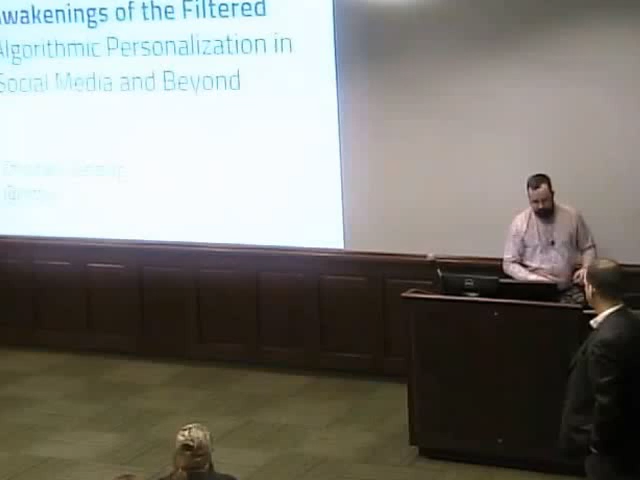 wakenings of the Filtered
Algorithmic Personalization in
Social Media and Beyond